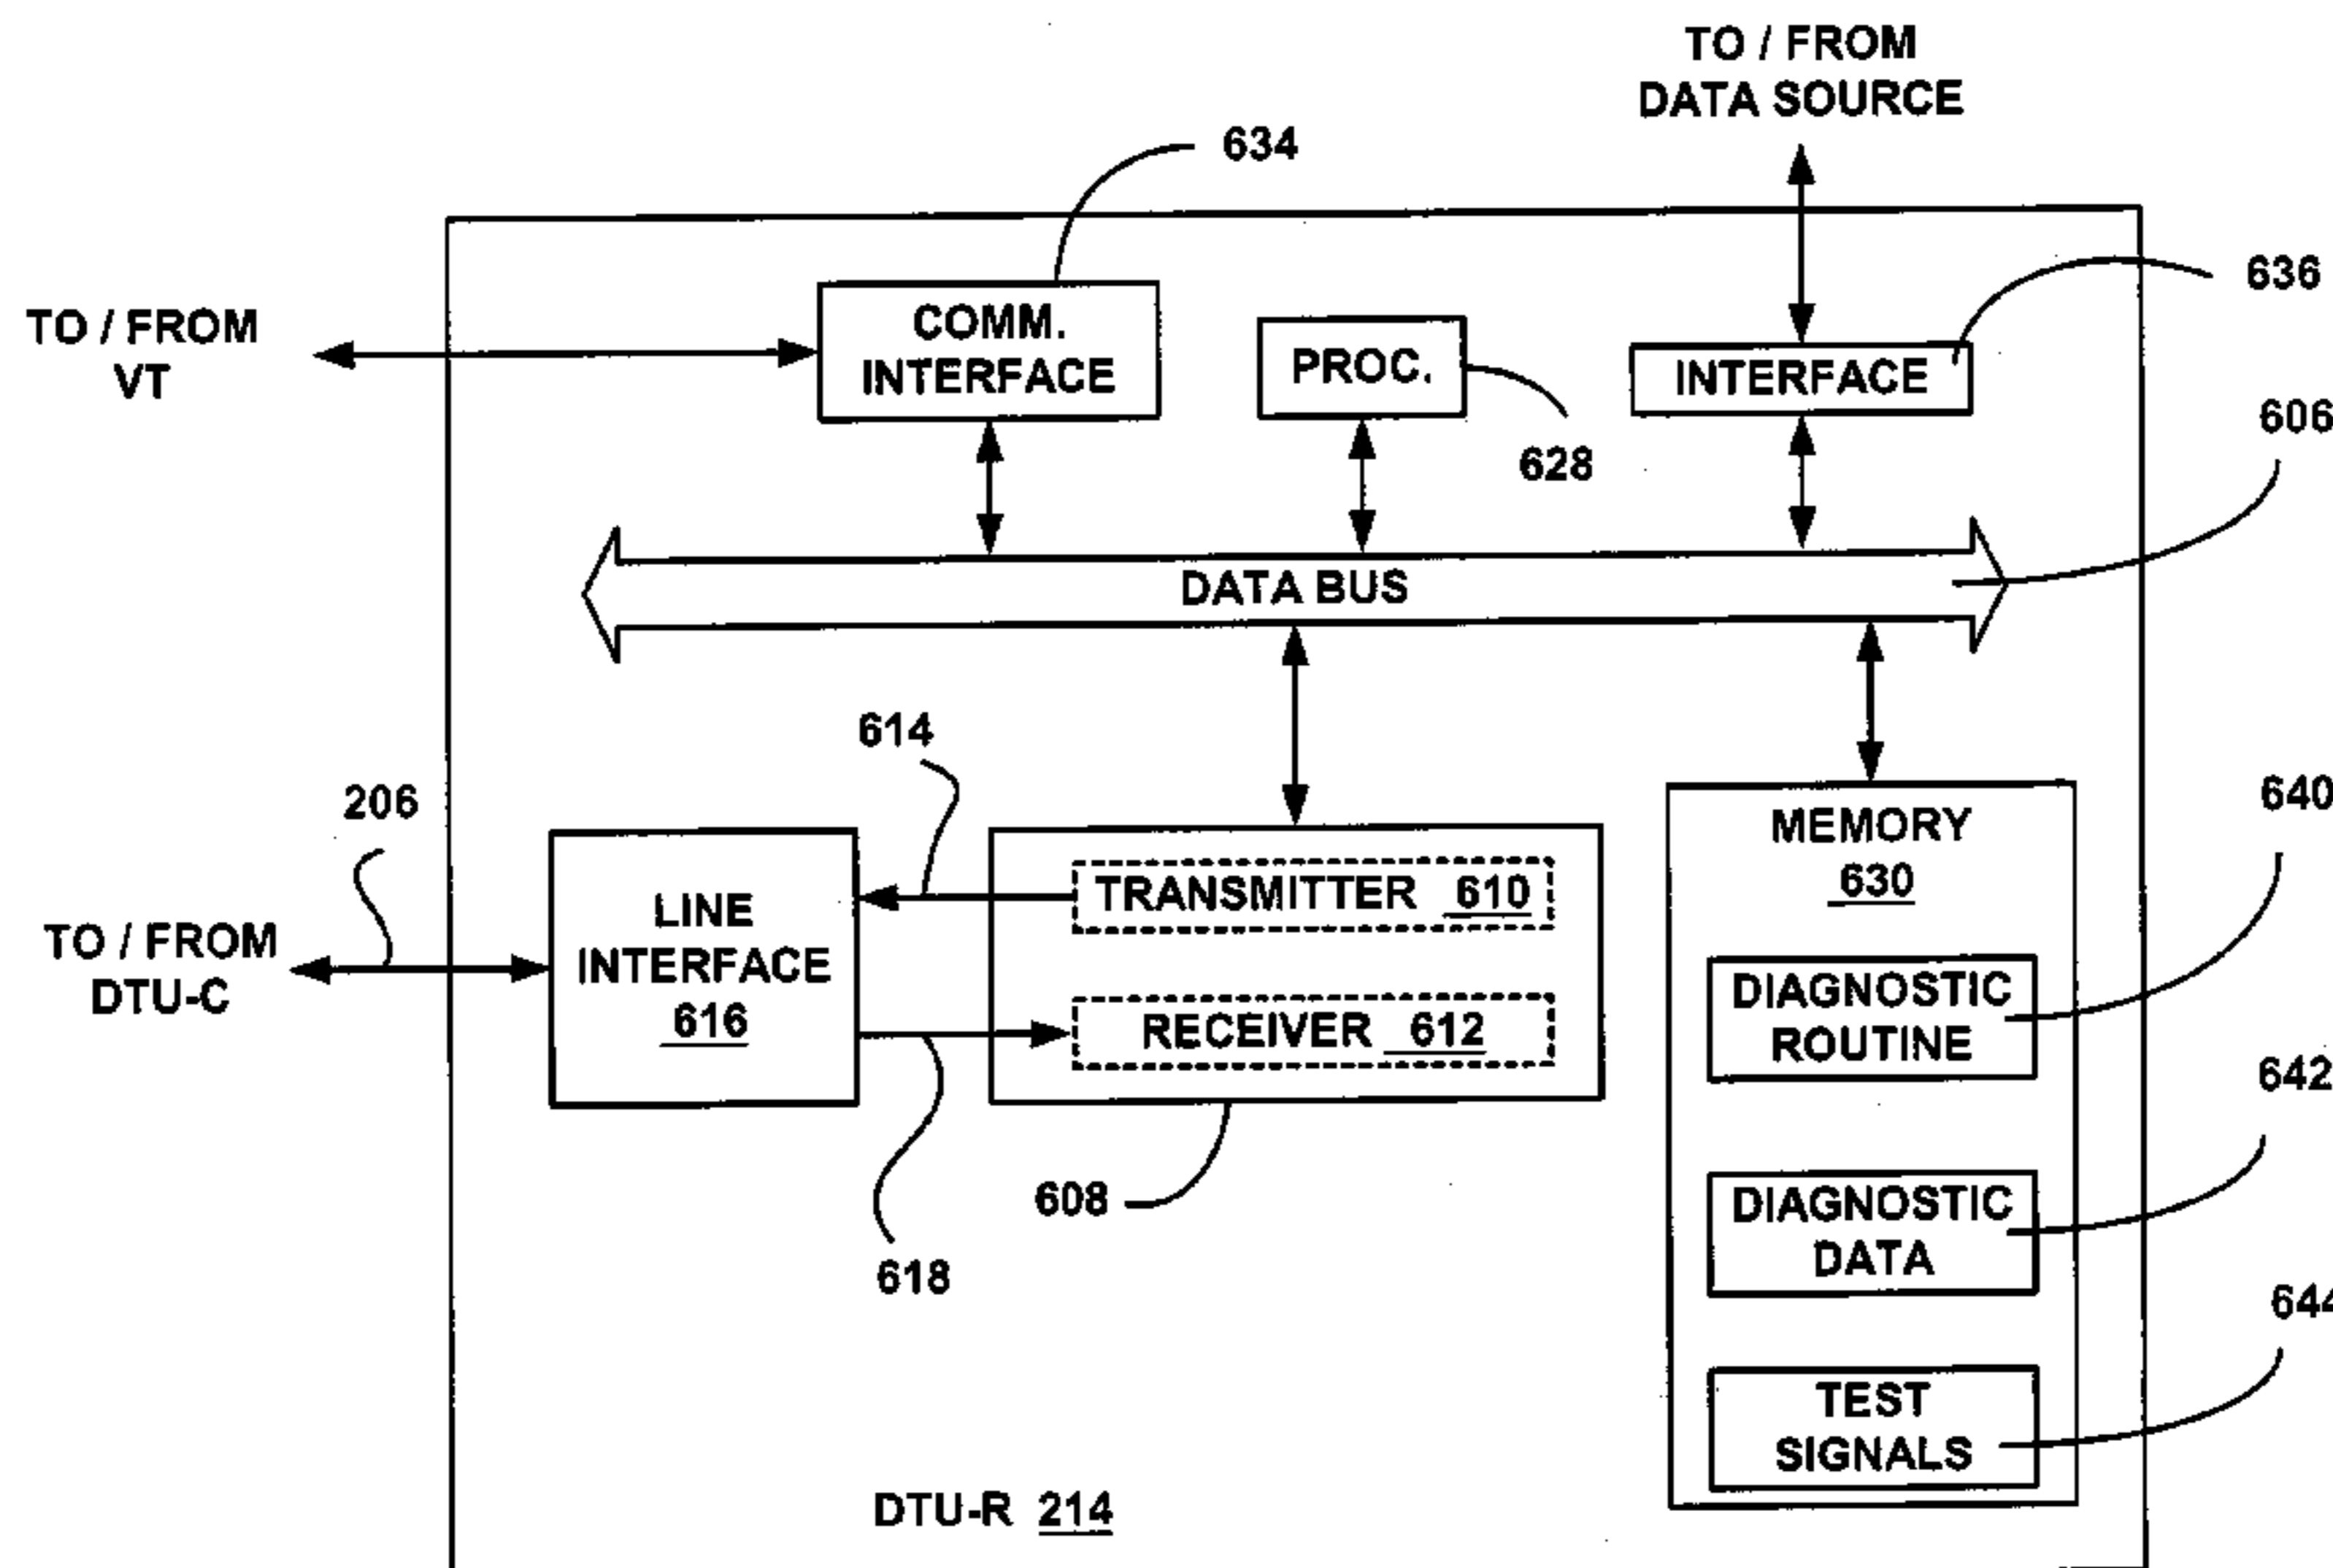 TO / FROM
DATA SOURCE
634
636
TO / FROM
VT
COMM.
INTERFACE
PROC.
INTERFACE
628
606
DATA BUS
614
206
640
MEMORY
630
TRANSMITTER 610
LINE
INTERFACE
616
TO / FROM
DTU-C
DIAGNOSTIC
ROUTINE
RECEIVER 612
642
608
618
DIAGNOSTIC
DATA
644
TEST
SIGNALS
DTU-R 214